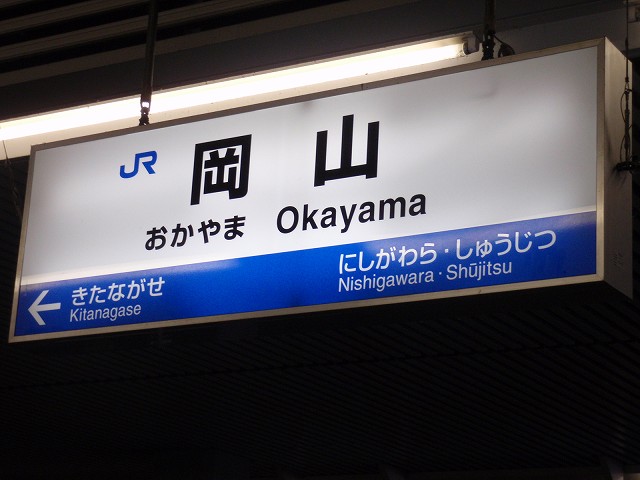 JR 岡山
おかやま Okayama
にしがわら・しゅうじつ
Nishigawara · Shūjitsu
← きたながせ
Kitanagase